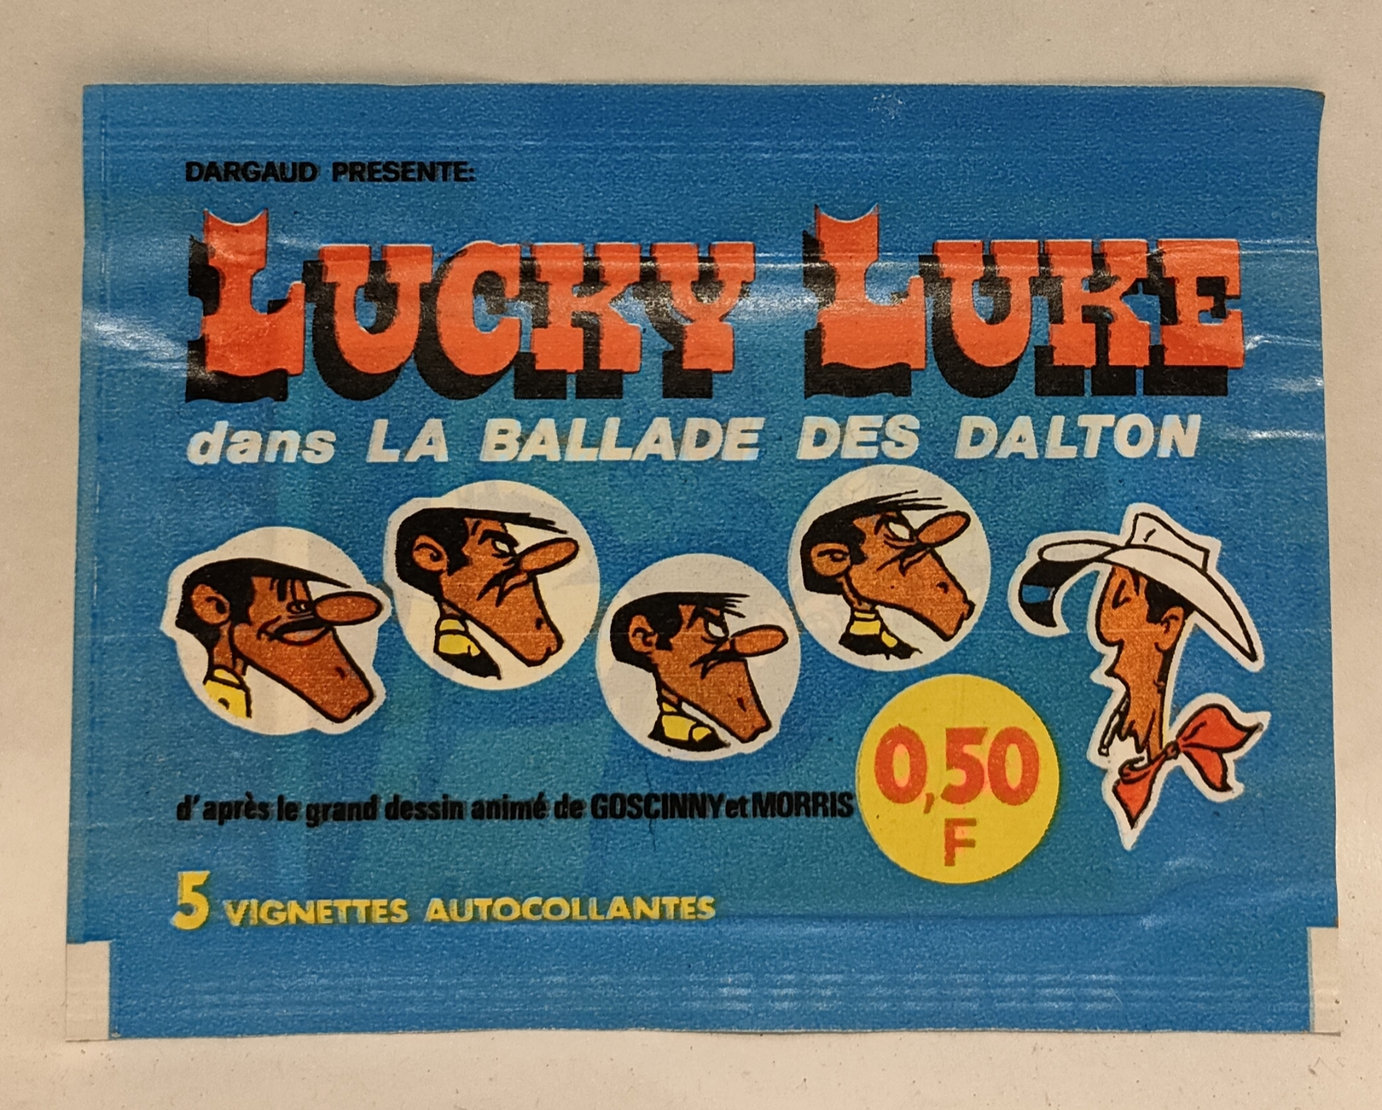 DARGAUD PRESENTE:
LUCKY LUKE
dans LA BALLADE DES DALTON
0,50
F
d'après le grand dessin animé de GOSCINNY et MORRIS
5 VIGNETTES AUTOCOLLANTES